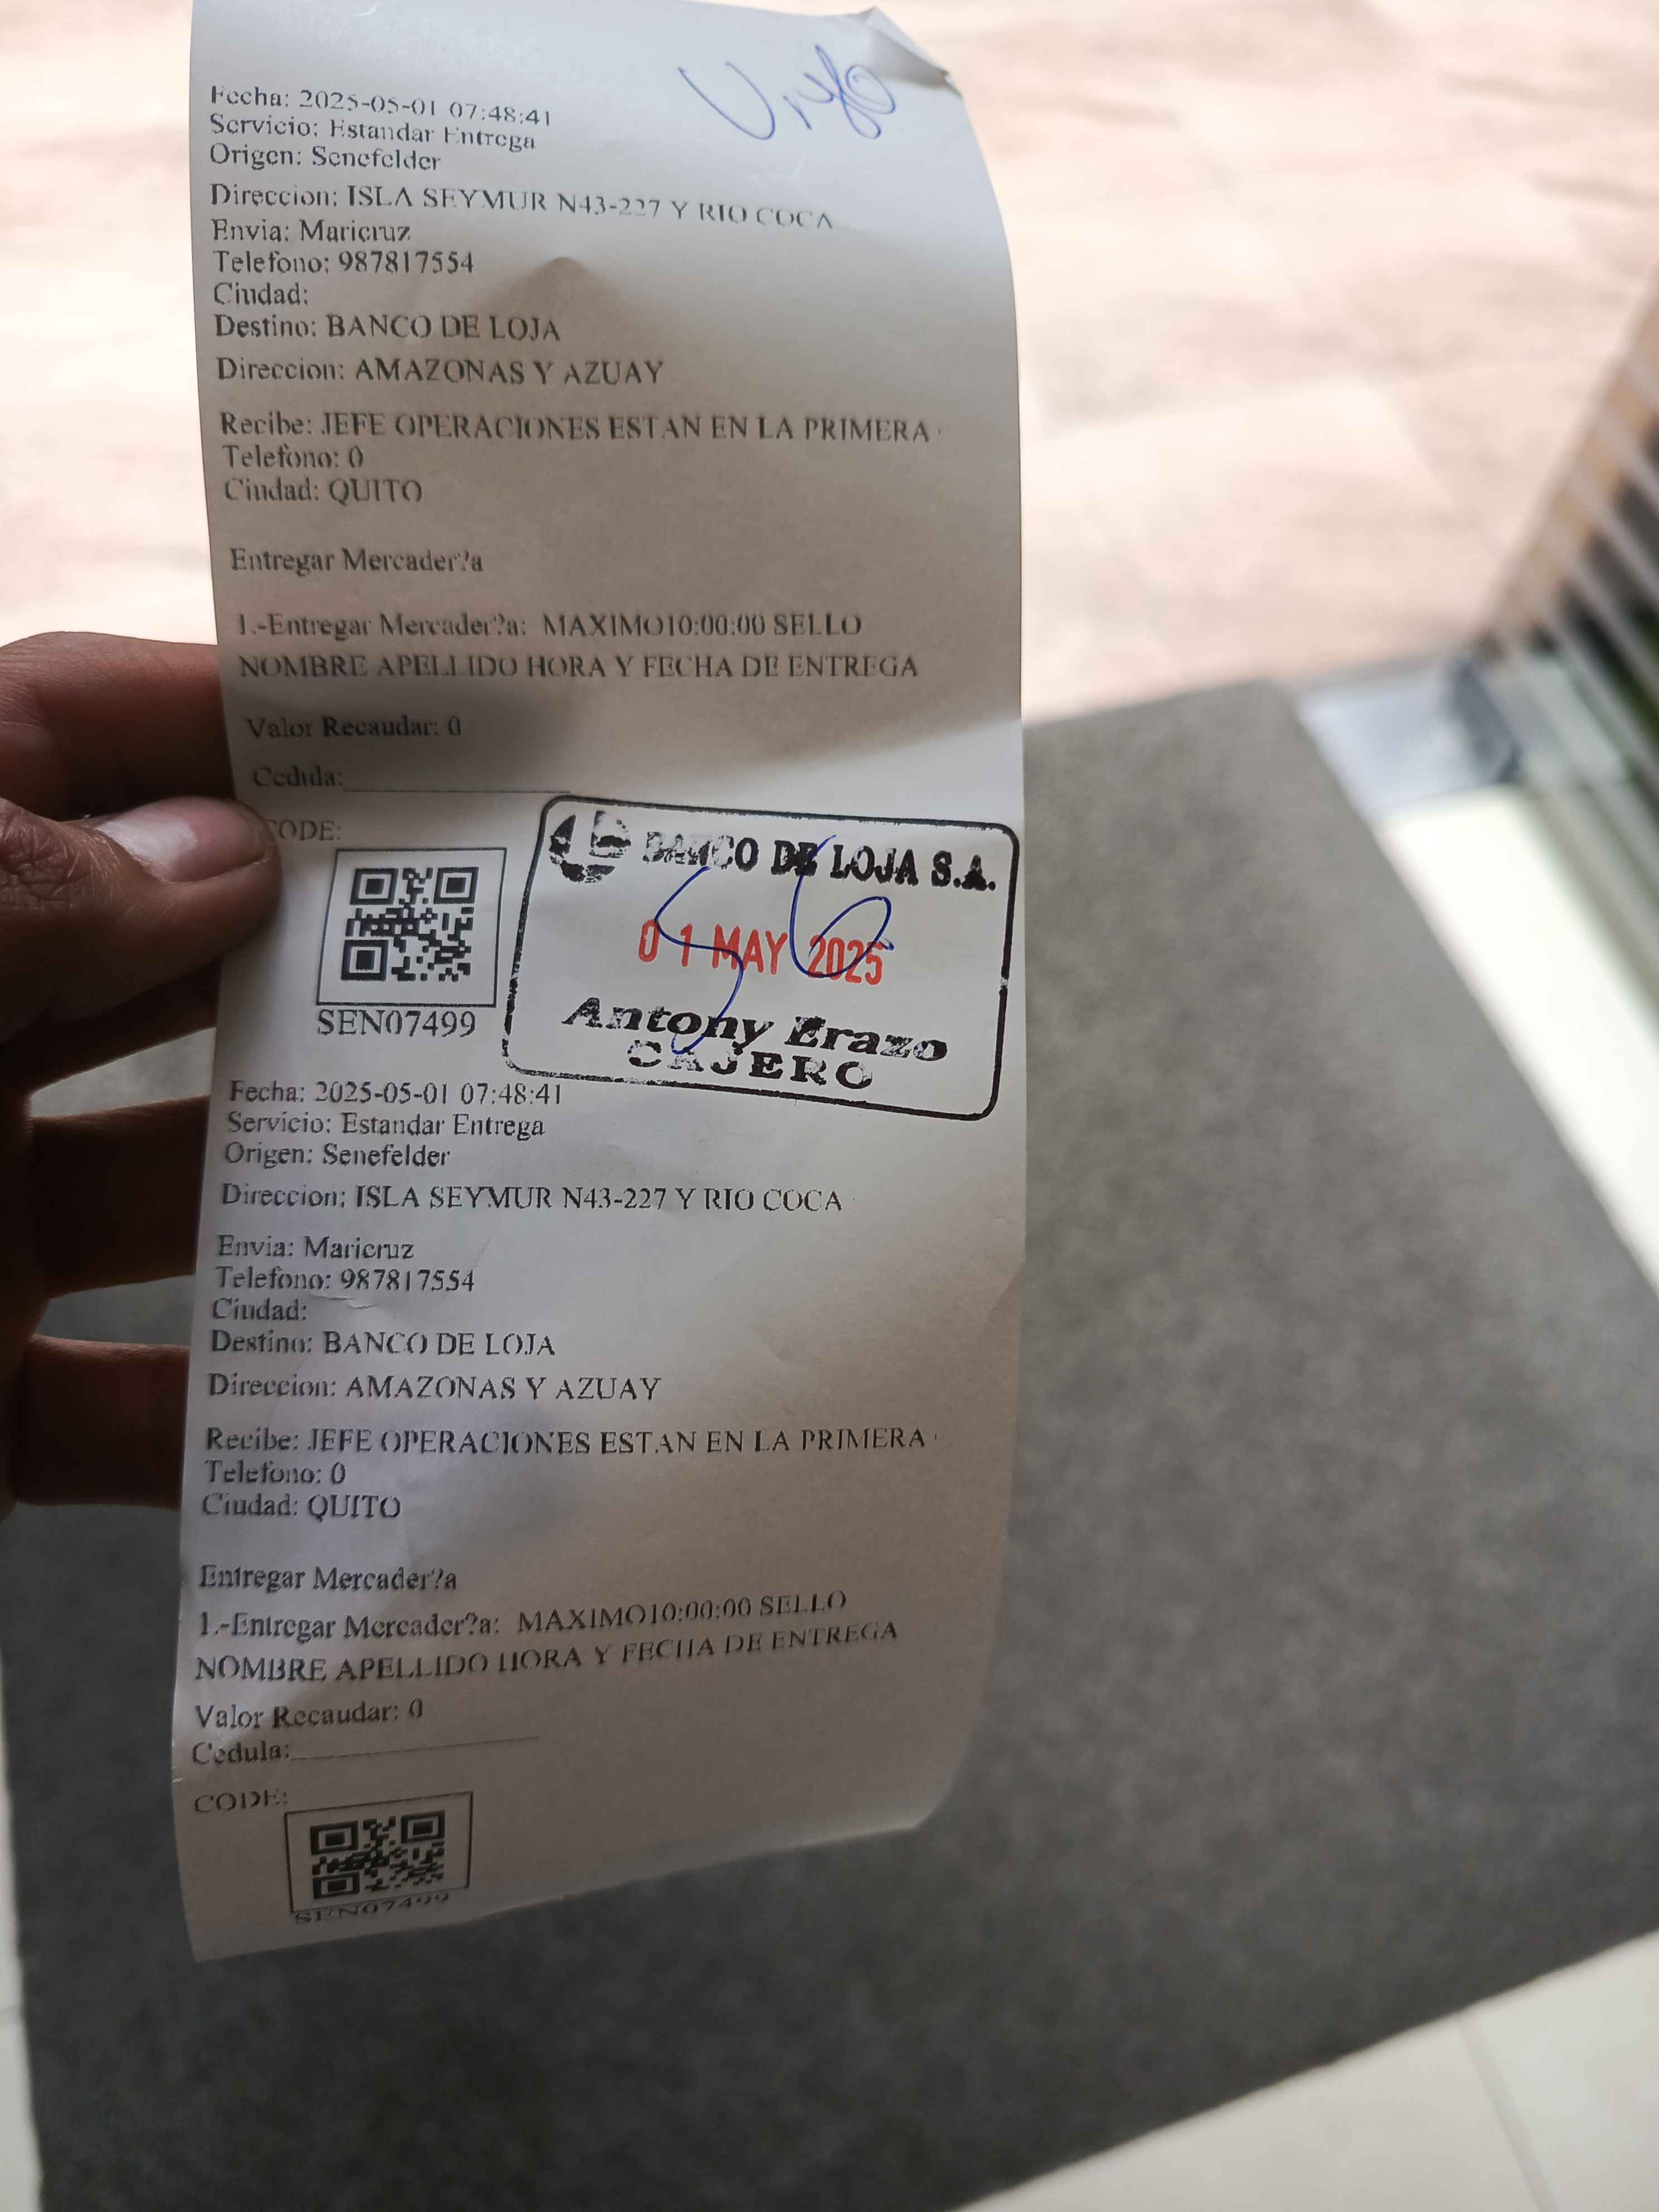 Fecha: 2025-05-01 07:48:41
Servicio: Estandar Entrega
Origen: Senefelder
Direccion: ISLA SEYMUR N43-227 Y RIO COCA
Envia: Maricruz
Telefono: 987817554
Ciudad:
Destino: BANCO DE LOJA
Direccion: AMAZONAS Y AZUAY
Recibe: JEFE OPERACIONES ESTAN EN LA PRIMERA
Telefono: 0
Ciudad: QUITO
Entregar Mercader?a
1.-Entregar Mercader?a: MAXIMO10:00:00 SELLO
NOMBRE APELLIDO HORA Y FECHA DE ENTREGA
Valor Recaudar: 0
Cedula:
CODE:
SEN07499
BANCO DE LOJA S.A.
01 MAY 2025
Antony Erazo
CAJERO
Fecha: 2025-05-01 07:48:41
Servicio: Estandar Entrega
Origen: Senefelder
Direccion: ISLA SEYMUR N43-227 Y RIO COCA
Envia: Maricruz
Telefono: 987817554
Ciudad:
Destino: BANCO DE LOJA
Direccion: AMAZONAS Y AZUAY
Recibe: JEFE OPERACIONES ESTAN EN LA PRIMERA
Telefono: 0
Ciudad: QUITO
Entregar Mercader?a
1.-Entregar Mercader?a: MAXIMO10:00:00 SELLO
NOMBRE APELLIDO HORA Y FECHA DE ENTREGA
Valor Recaudar: 0
Cedula:
CODE:
SEN07499